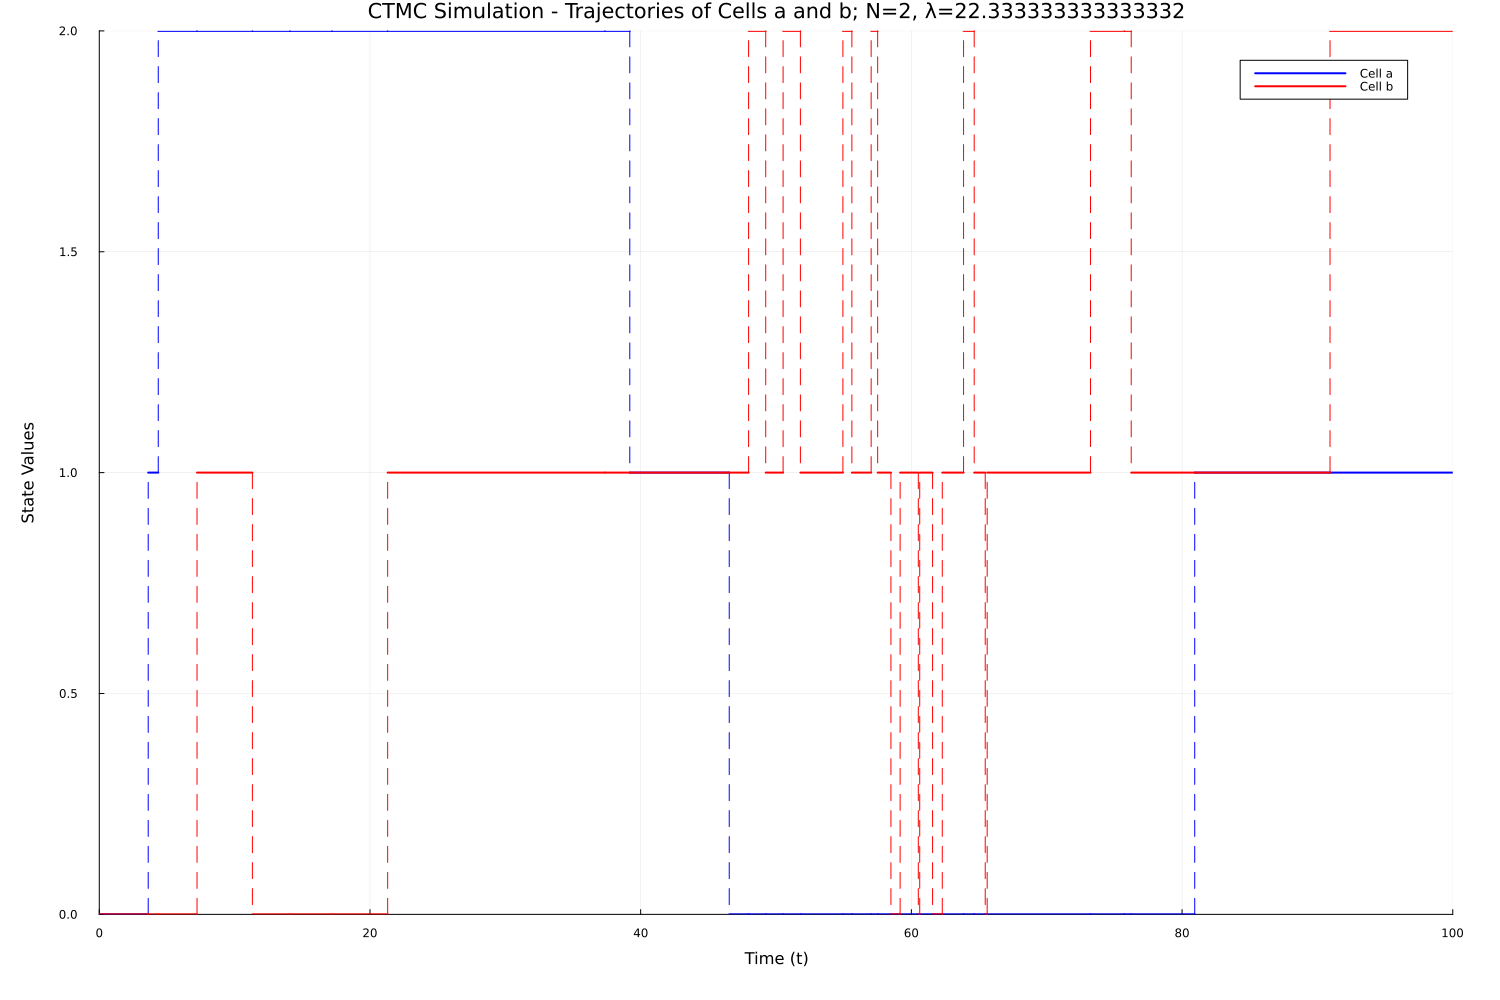 CTMC Simulation - Trajectories of Cells a and b; N=2, λ=22.333333333333332
2.0
Cell a
Cell b
1.5
1.0
State Values
0.5
0.0
0 20 40 60 80 100
Time (t)